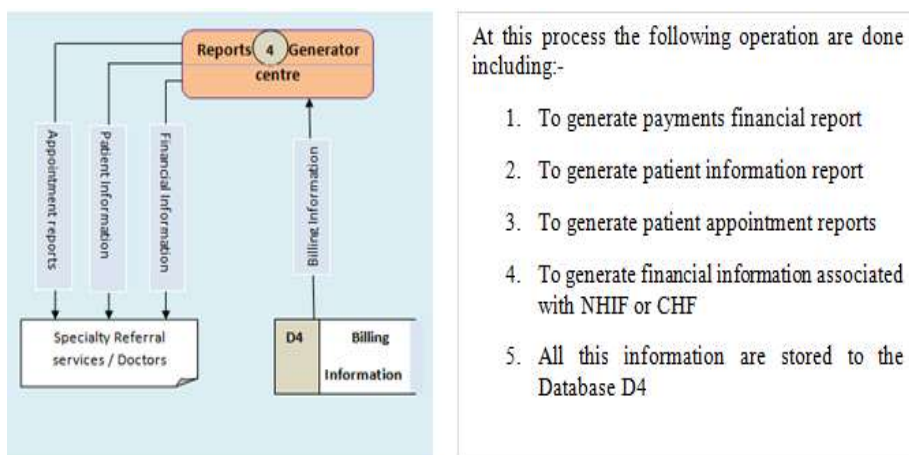 Reports 4 Generator
centre
Appointment reports
Patient Information
Financial Information
Billing Information
Specialty Referral
services / Doctors
D4 Billing
Information
At this process the following operation are done
including:-
1. To generate payments financial report
2. To generate patient information report
3. To generate patient appointment reports
4. To generate financial information associated
with NHIF or CHF
5. All this information are stored to the
Database D4